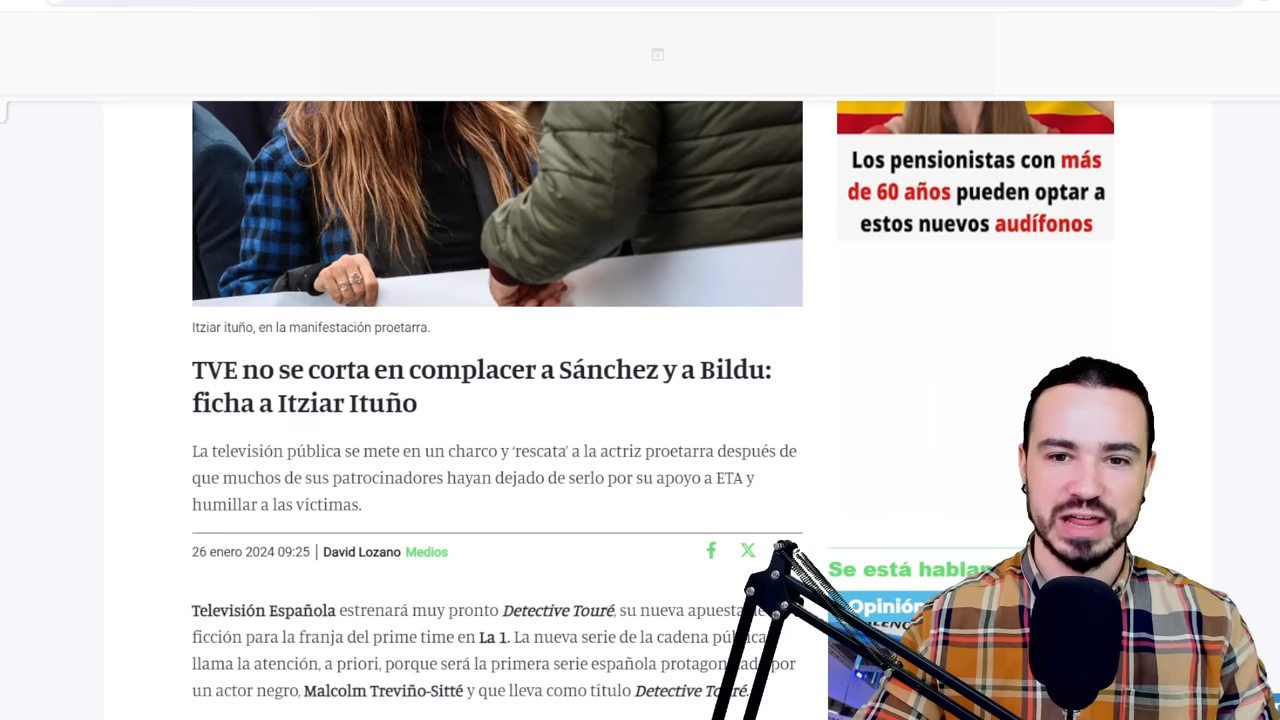 Los pensionistas con más
de 60 años pueden optar a
estos nuevos audífonos
Itziar ituño, en la manifestación proetarra.
TVE no se corta en complacer a Sánchez y a Bildu:
ficha a Itziar Ituño
La televisión pública se mete en un charco y ‘rescata’ a la actriz proetarra después de
que muchos de sus patrocinadores hayan dejado de serlo por su apoyo a ETA y
humillar a las víctimas.
26 enero 2024 09:25 | David Lozano Medios
Televisión Española estrenará muy pronto Detective Touré, su nueva apuesta de
ficción para la franja del prime time en La 1. La nueva serie de la cadena pública
llama la atención, a priori, porque será la primera serie española protagonizada por
un actor negro, Malcolm Treviño-Sitté y que lleva como título Detective Touré.
Se está hablan
Opinión